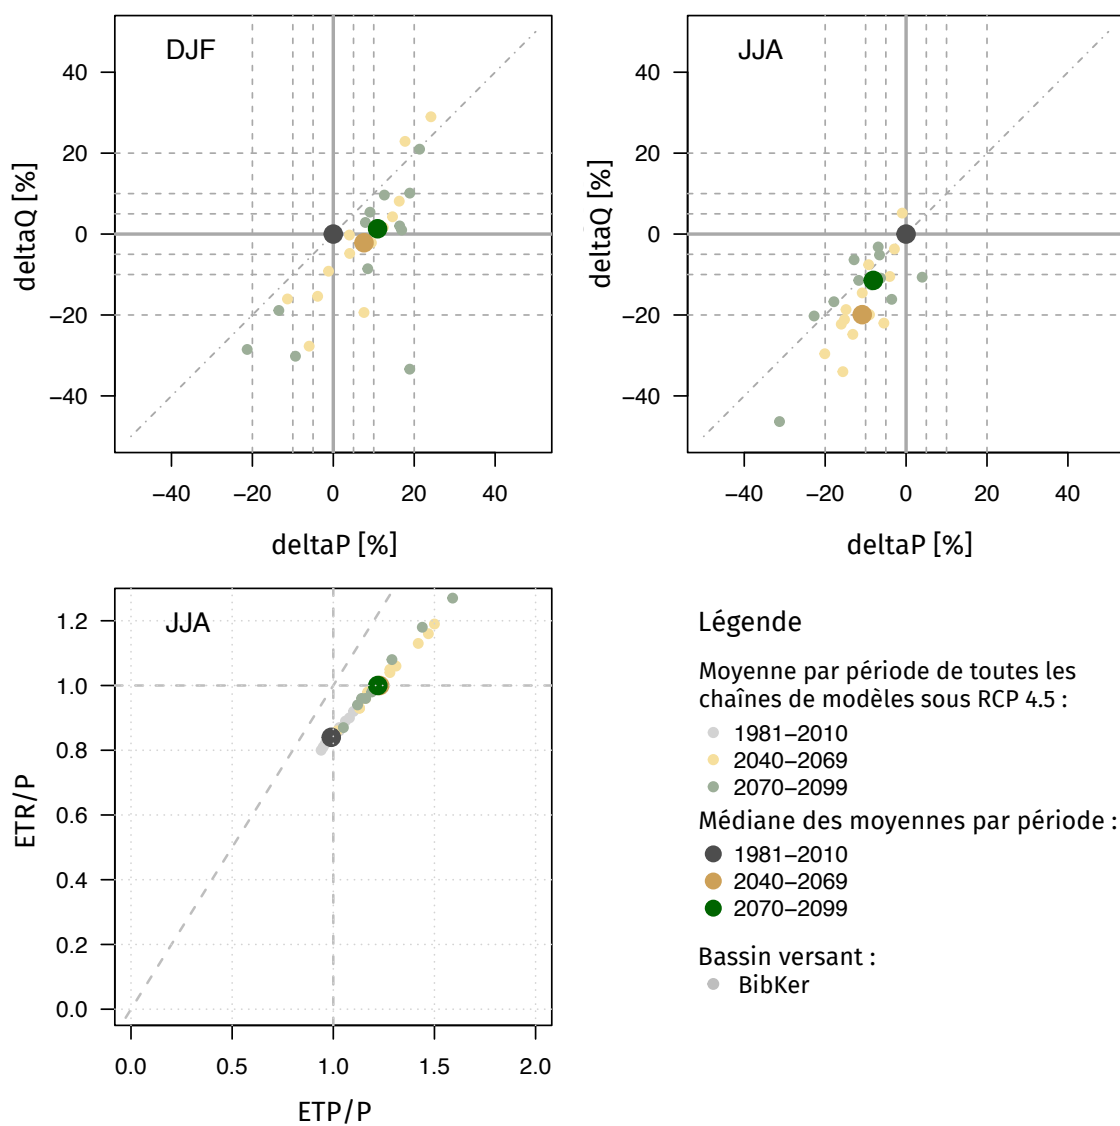 DJF
40
20
0
−20
−40
deltaQ [%]
−40 −20 0 20 40
deltaP [%]
JJA
40
20
0
−20
−40
deltaQ [%]
−40 −20 0 20 40
deltaP [%]
JJA
1.2
1.0
0.8
0.6
0.4
0.2
0.0
ETR/P
0.0 0.5 1.0 1.5 2.0
ETP/P
Légende
Moyenne par période de toutes les
chaînes de modèles sous RCP 4.5 :
1981−2010
2040−2069
2070−2099
Médiane des moyennes par période :
1981−2010
2040−2069
2070−2099
Bassin versant :
BibKer